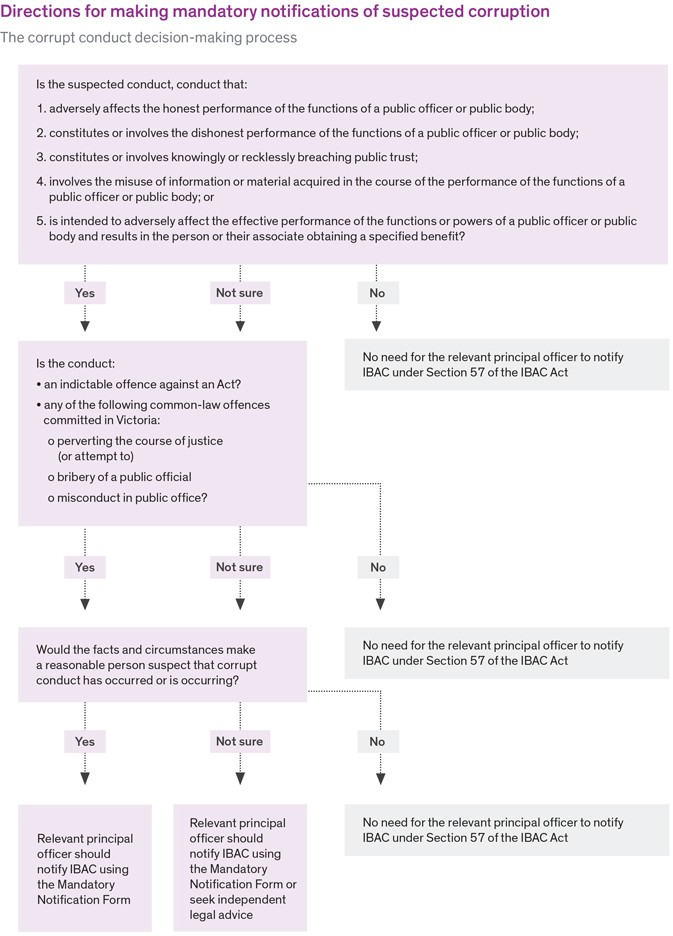 Directions for making mandatory notifications of suspected corruption
The corrupt conduct decision-making process
Is the suspected conduct, conduct that:
1. adversely affects the honest performance of the functions of a public officer or public body;
2. constitutes or involves the dishonest performance of the functions of a public officer or public body;
3. constitutes or involves knowingly or recklessly breaching public trust;
4. involves the misuse of information or material acquired in the course of the performance of the functions of a
public officer or public body; or
5. is intended to adversely affect the effective performance of the functions or powers of a public officer or public
body and results in the person or their associate obtaining a specified benefit?
Yes
Not sure
No
No need for the relevant principal officer to notify
IBAC under Section 57 of the IBAC Act
Is the conduct:
• an indictable offence against an Act?
• any of the following common-law offences
committed in Victoria:
o perverting the course of justice
(or attempt to)
o bribery of a public official
o misconduct in public office?
Yes
Not sure
No
No need for the relevant principal officer to notify
IBAC under Section 57 of the IBAC Act
Would the facts and circumstances make
a reasonable person suspect that corrupt
conduct has occurred or is occurring?
Yes
Not sure
No
Relevant principal
officer should
notify IBAC using
the Mandatory
Notification Form
Relevant principal
officer should
notify IBAC using
the Mandatory
Notification Form or
seek independent
legal advice
No need for the relevant principal officer to notify
IBAC under Section 57 of the IBAC Act